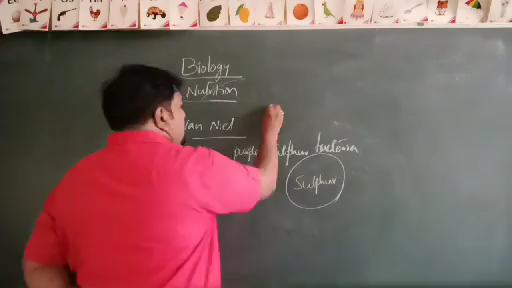 Biology
Nutrition
Van Niel
purple Sulphur bacteria
Sulphur